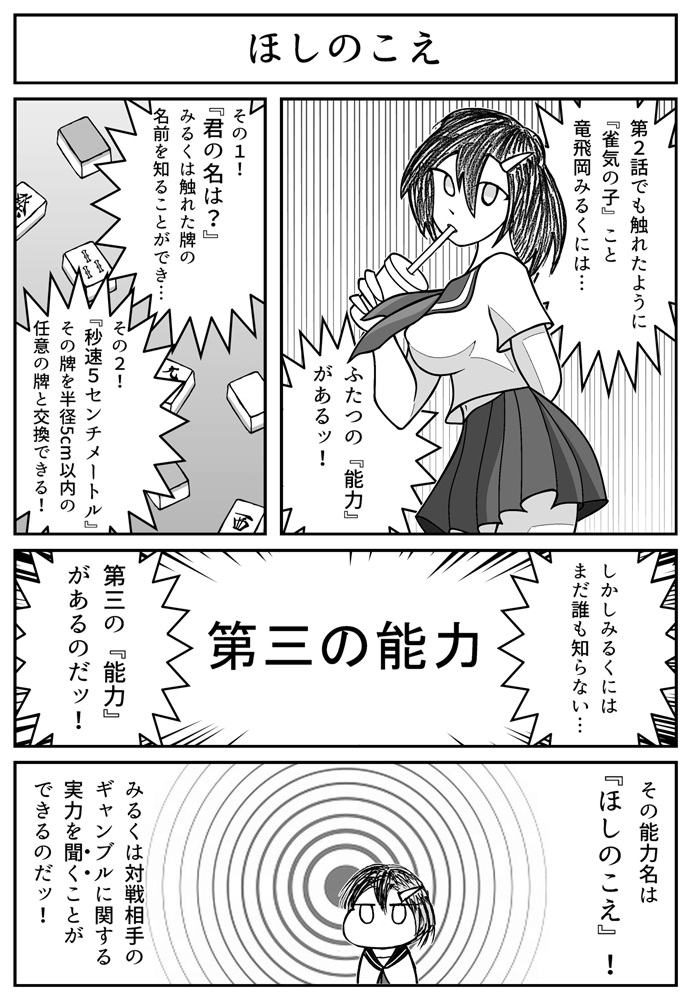 ほしのこえ
第2話でも触れたように
『雀気の子』こと
竜飛岡みるくには…
ふたつの『能力』
があるッ！
その1！
『君の名は？』
みるくは触れた牌の
名前を知ることができ…
その2！
『秒速5センチメートル』
その牌を半径5cm以内の
任意の牌と交換できる！
しかしみるくには
まだ誰も知らない…
第三の能力
第三の『能力』
があるのだッ！
その能力名は
『ほしのこえ』！
みるくは対戦相手の
ギャンブルに関する
実力を聞くことが
できるのだッ！